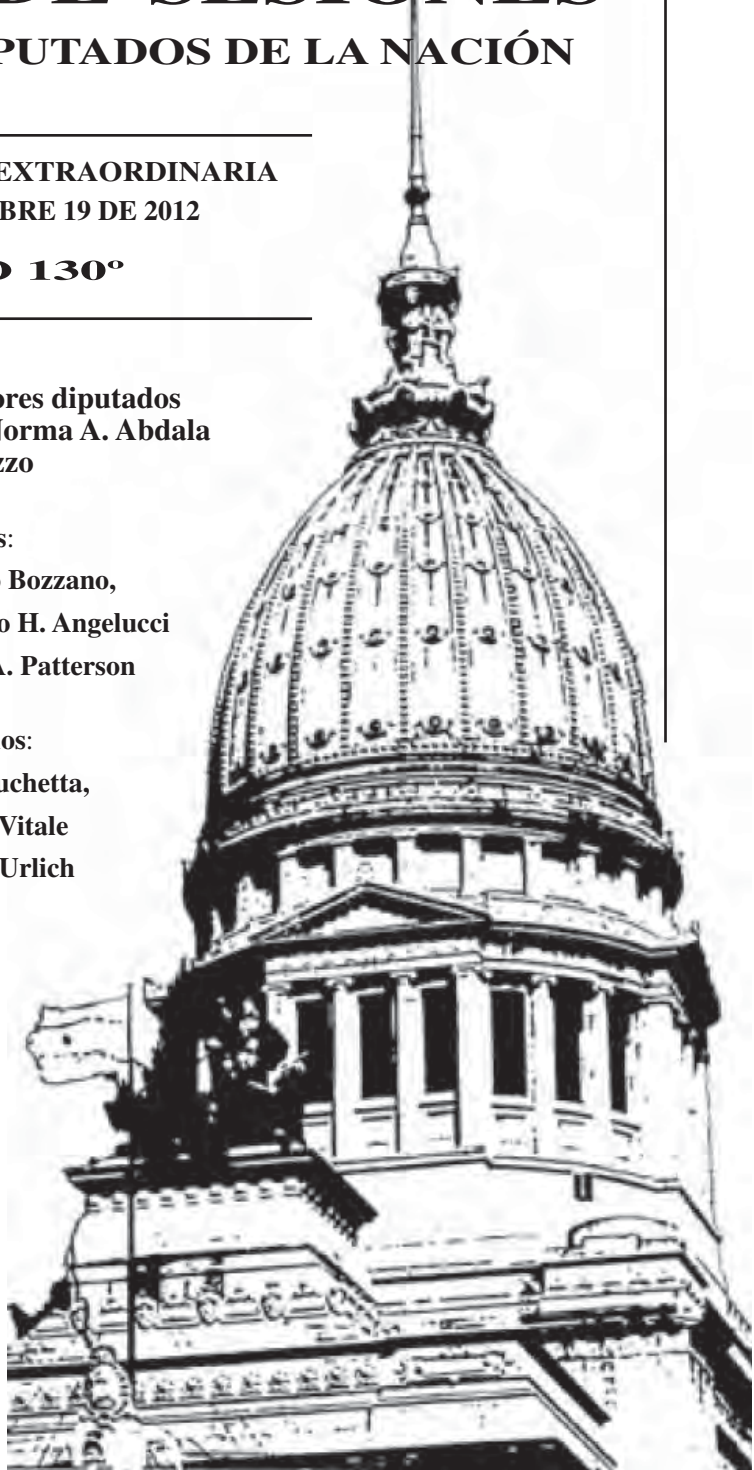 DE SESIONES
PUTADOS DE LA NACIÓN
EXTRAORDINARIA
BRE 19 DE 2012
O 130º
ores diputados
Norma A. Abdala
zzo
s:
o Bozzano,
o H. Angelucci
A. Patterson
ios:
uchetta,
Vitale
Urlich